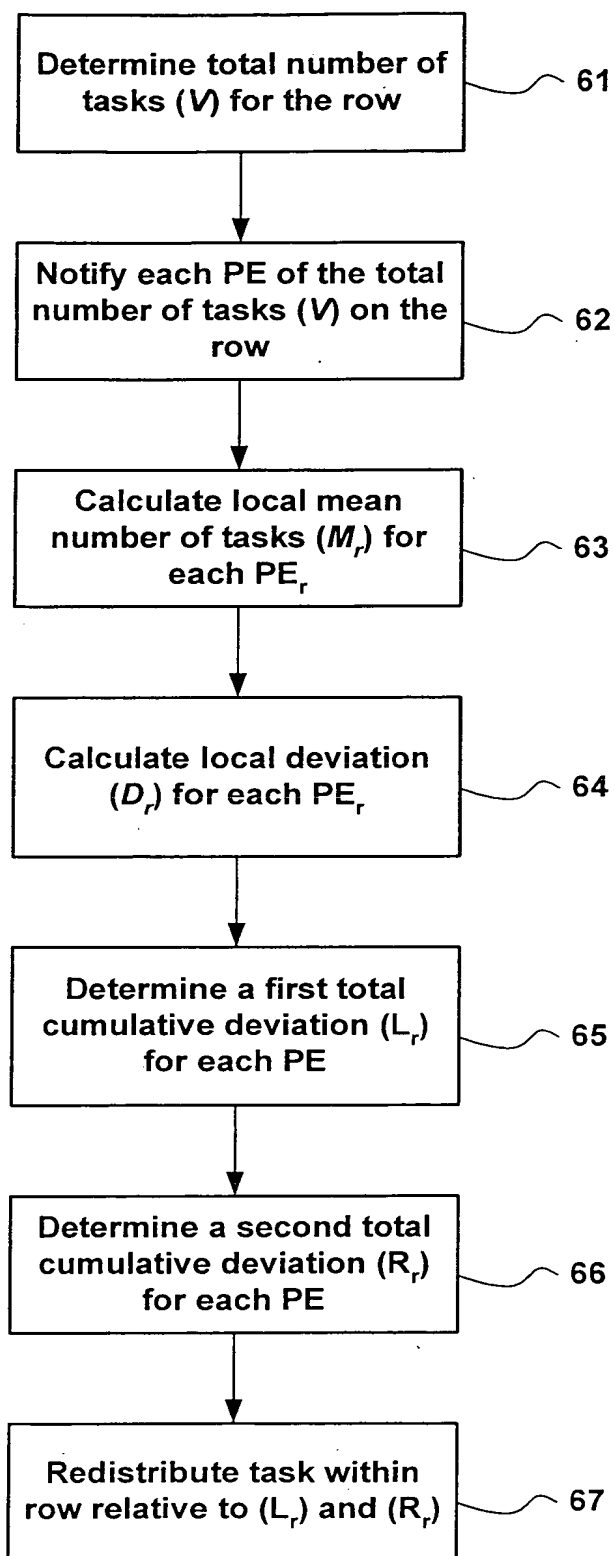 Determine total number of
tasks (V) for the row
61
Notify each PE of the total
number of tasks (V) on the
row
62
Calculate local mean
number of tasks (Mr) for
each PEr
63
Calculate local deviation
(Dr) for each PEr
64
Determine a first total
cumulative deviation (Lr)
for each PE
65
Determine a second total
cumulative deviation (Rr)
for each PE
66
Redistribute task within
row relative to (Lr) and (Rr)
67